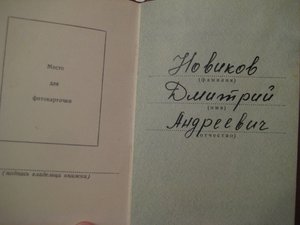 Место
для
фотокарточки
(подпись владельца книжки)
Новиков
(фамилия)
Дмитрий
(имя)
Андреевич
(отчество)